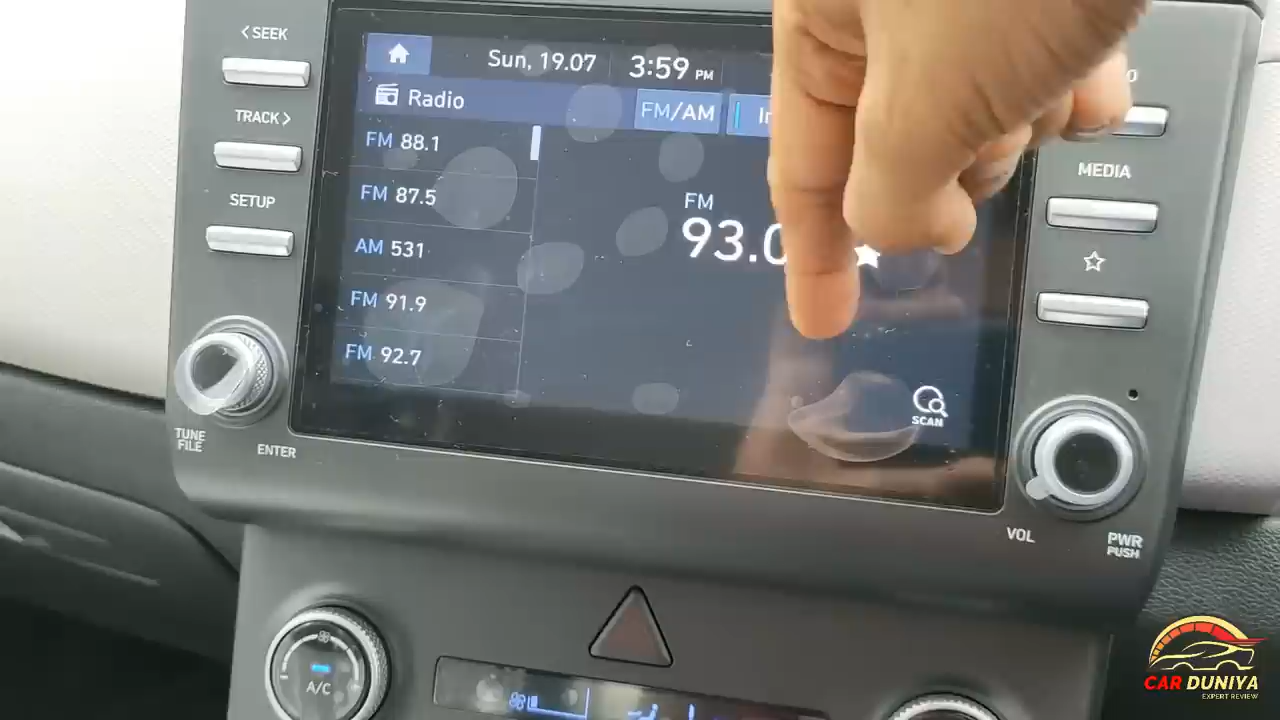 < SEEK
TRACK >
SETUP
TUNE
FILE
ENTER
Sun, 19.07
3:59 PM
Radio
FM/AM
FM 88.1
FM 87.5
AM 531
FM 91.9
FM 92.7
FM
93.0
SCAN
MEDIA
VOL
PWR
PUSH
A/C
CAR DUNIYA
EXPERT REVIEW